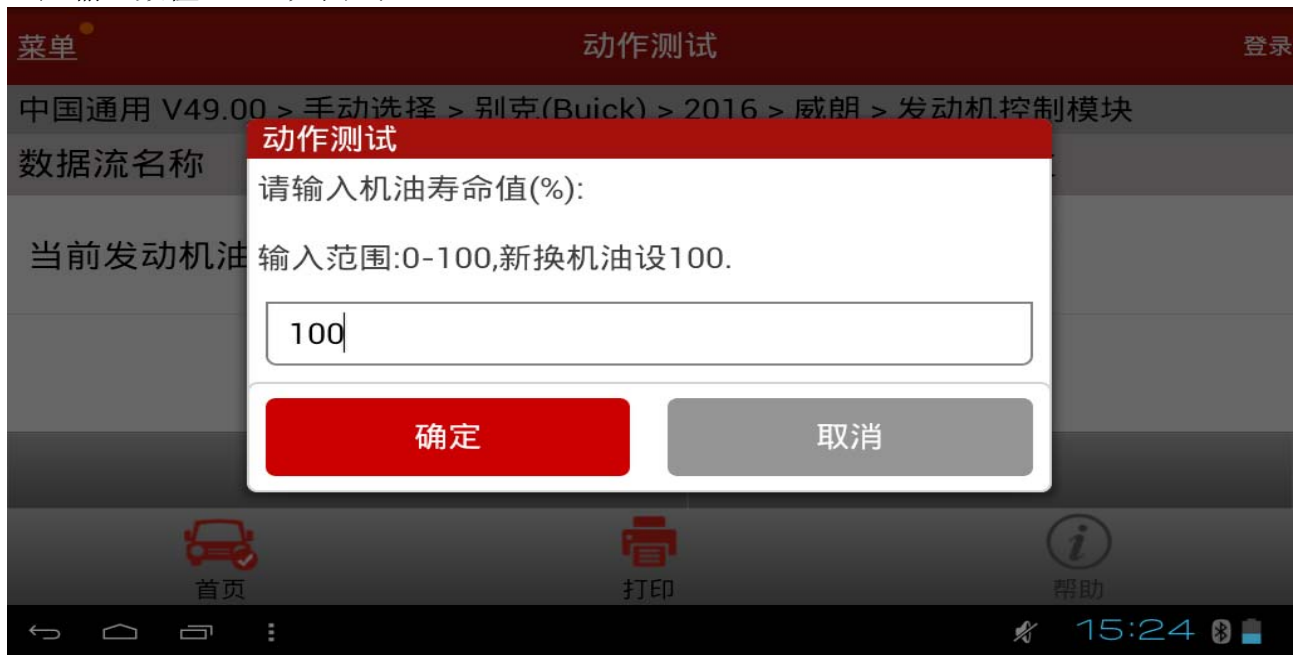 菜单
动作测试
登录
中国通用 V49.00 > 手动选择 > 别克(Buick) > 2016 > 威朗 > 发动机控制模块
动作测试
数据流名称
请输入机油寿命值(%):
当前发动机油
输入范围:0-100,新换机油设100.
100
确定
取消
首页
打印
帮助
15:24